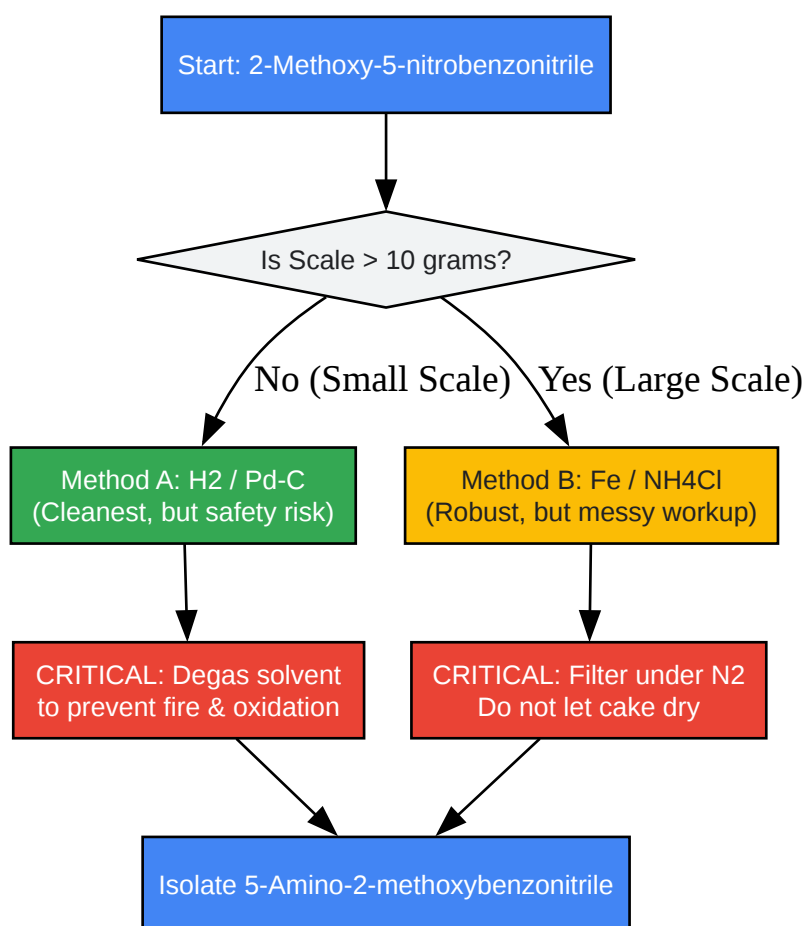 Start: 2-Methoxy-5-nitrobenzonitrile
Is Scale > 10 grams?
No (Small Scale)
Yes (Large Scale)
Method A: H2 / Pd-C
(Cleanest, but safety risk)
Method B: Fe / NH4Cl
(Robust, but messy workup)
CRITICAL: Degas solvent
to prevent fire & oxidation
CRITICAL: Filter under N2
Do not let cake dry
Isolate 5-Amino-2-methoxybenzonitrile